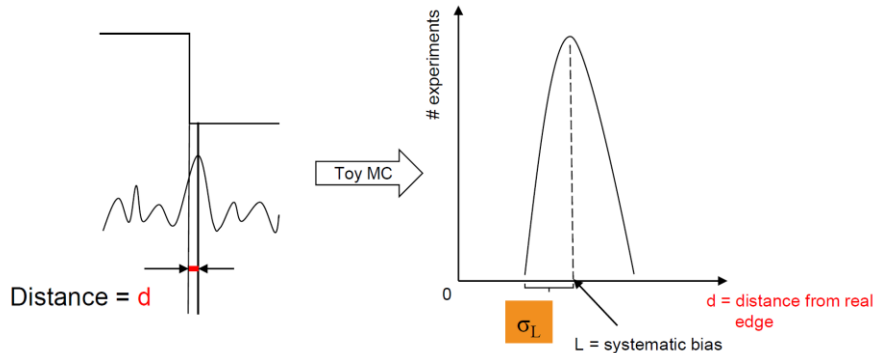 Distance = d
Toy MC
# experiments
0
σL
L = systematic bias
d = distance from real
edge